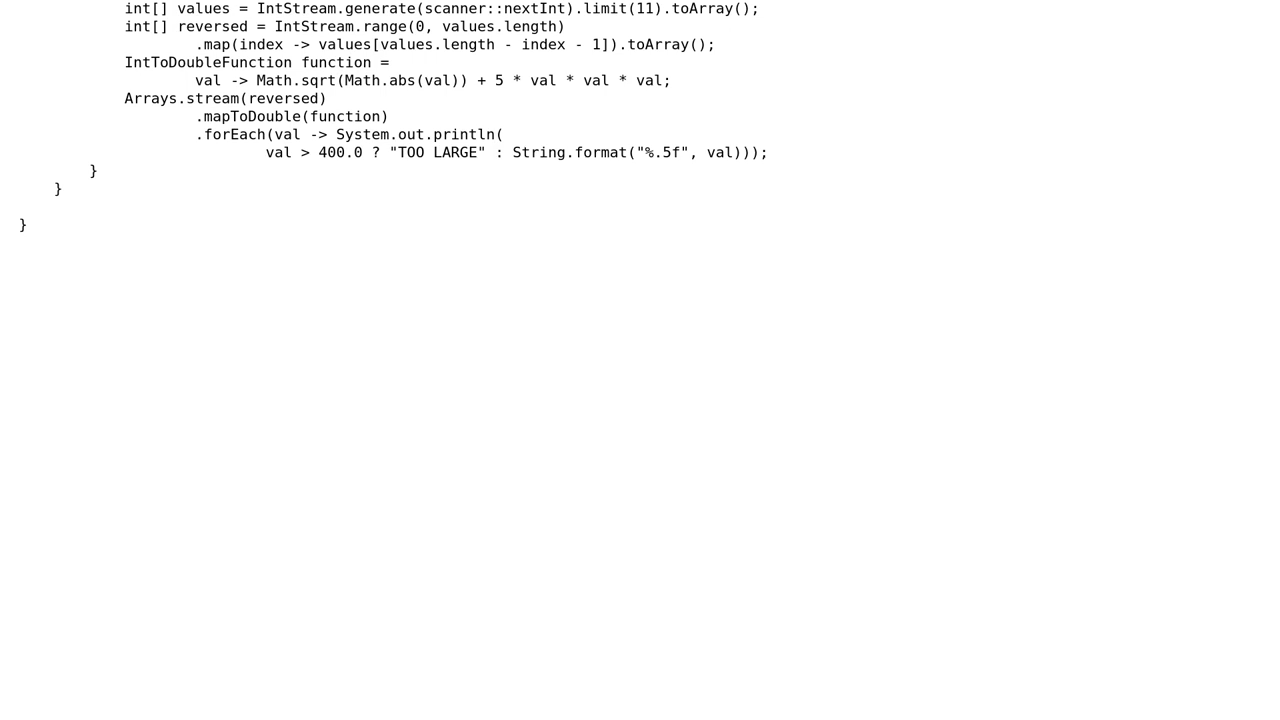 int[] values = IntStream.generate(scanner::nextInt).limit(11).toArray();
int[] reversed = IntStream.range(0, values.length)
.map(index -> values[values.length - index - 1]).toArray();
IntToDoubleFunction function =
val -> Math.sqrt(Math.abs(val)) + 5 * val * val * val;
Arrays.stream(reversed)
.mapToDouble(function)
.forEach(val -> System.out.println(
val > 400.0 ? "TOO LARGE" : String.format("%.5f", val)));
}
}
}